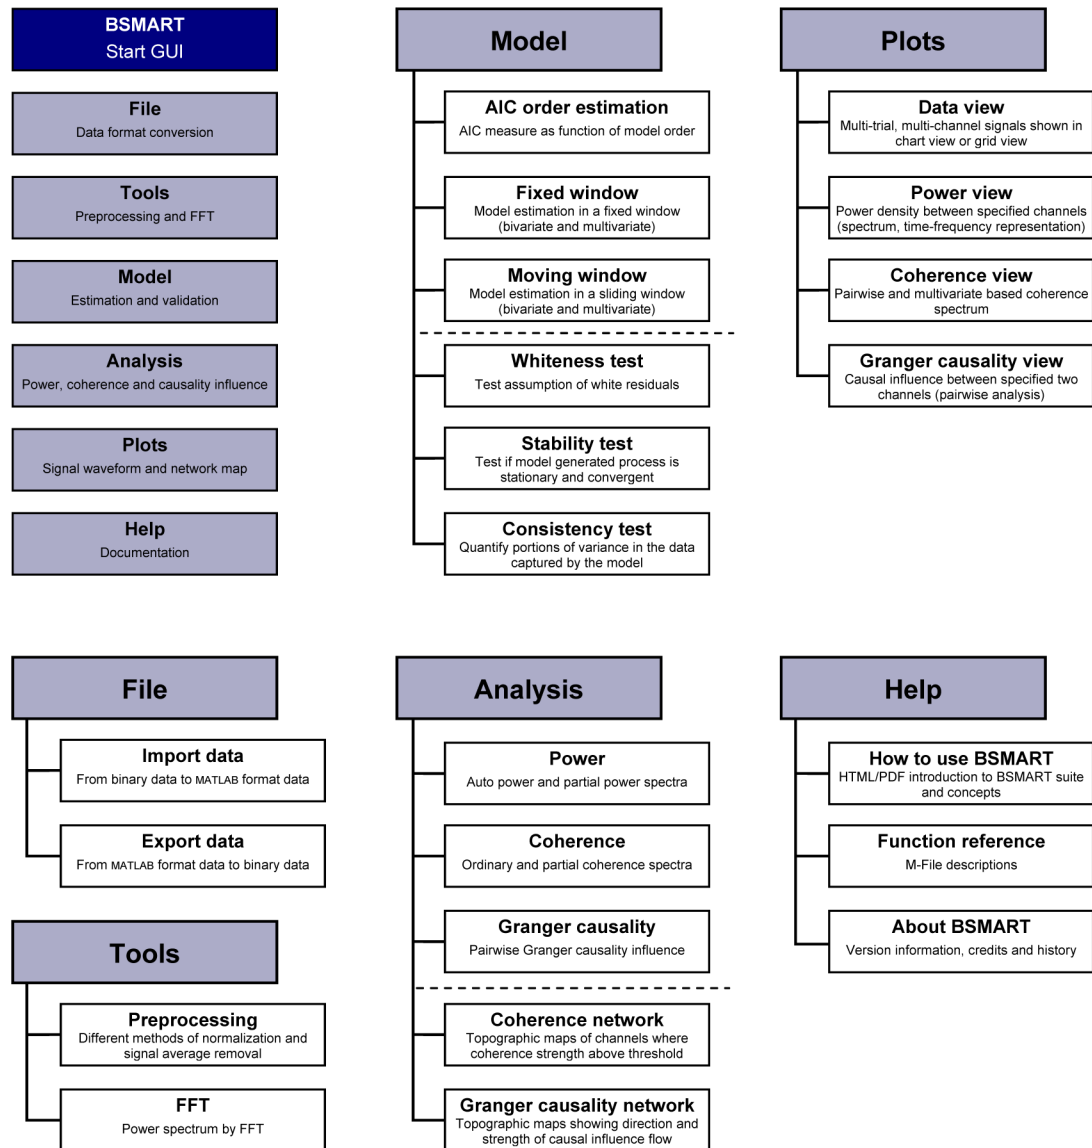 BSMART
Start GUI
File
Data format conversion
Tools
Preprocessing and FFT
Model
Estimation and validation
Analysis
Power, coherence and causality influence
Plots
Signal waveform and network map
Help
Documentation
Model
AIC order estimation
AIC measure as function of model order
Fixed window
Model estimation in a fixed window
(bivariate and multivariate)
Moving window
Model estimation in a sliding window
(bivariate and multivariate)
Whiteness test
Test assumption of white residuals
Stability test
Test if model generated process is
stationary and convergent
Consistency test
Quantify portions of variance in the data
captured by the model
Plots
Data view
Multi-trial, multi-channel signals shown in
chart view or grid view
Power view
Power density between specified channels
(spectrum, time-frequency representation)
Coherence view
Pairwise and multivariate based coherence
spectrum
Granger causality view
Causal influence between specified two
channels (pairwise analysis)
File
Import data
From binary data to MATLAB format data
Export data
From MATLAB format data to binary data
Tools
Preprocessing
Different methods of normalization and
signal average removal
FFT
Power spectrum by FFT
Analysis
Power
Auto power and partial power spectra
Coherence
Ordinary and partial coherence spectra
Granger causality
Pairwise Granger causality influence
Coherence network
Topographic maps of channels where
coherence strength above threshold
Granger causality network
Topographic maps showing direction and
strength of causal influence flow
Help
How to use BSMART
HTML/PDF introduction to BSMART suite
and concepts
Function reference
M-File descriptions
About BSMART
Version information, credits and history